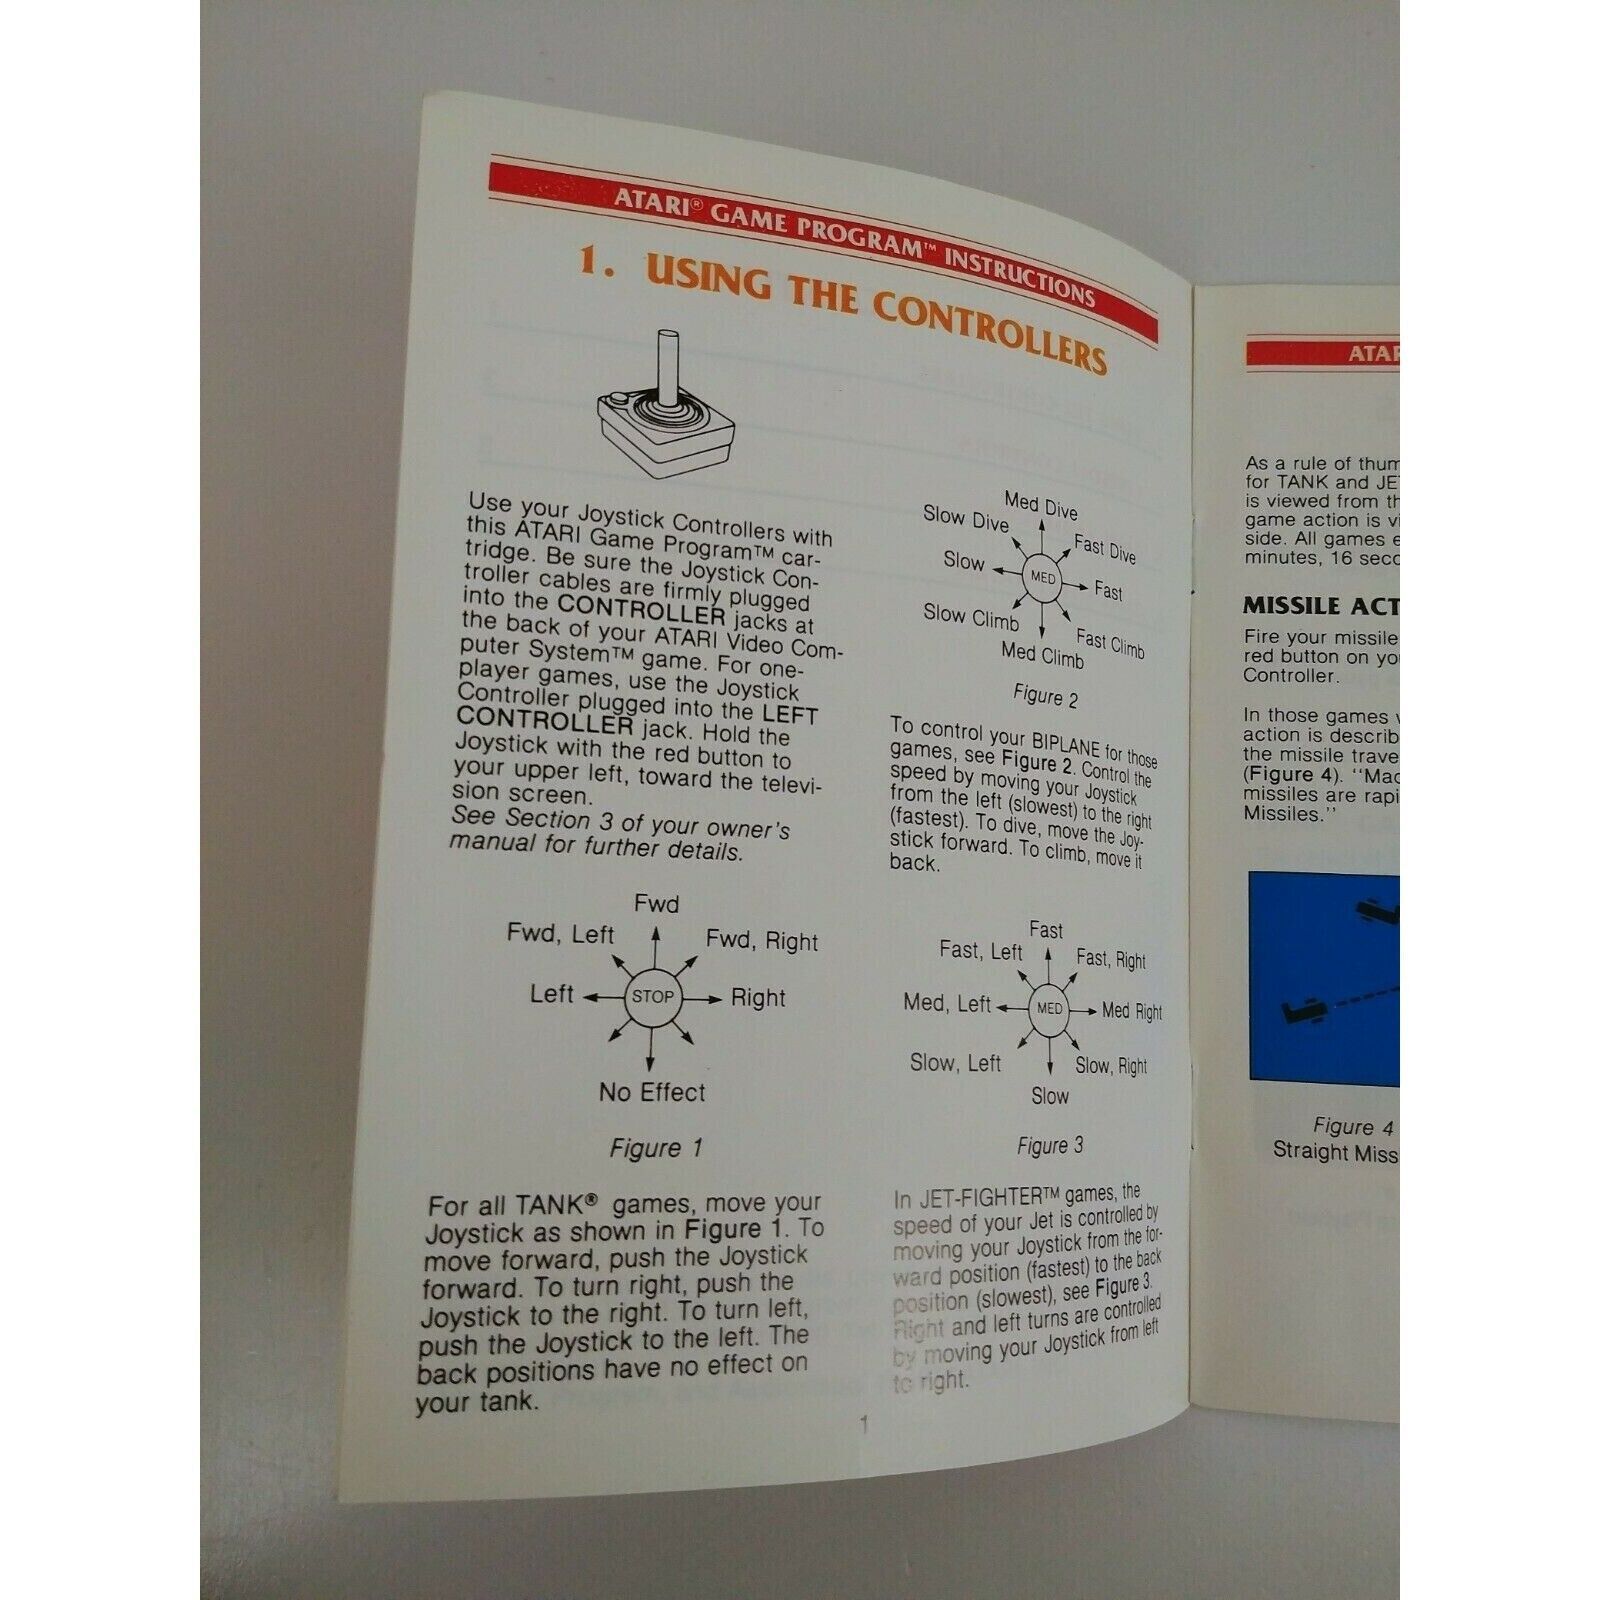 ATARI® GAME PROGRAM™ INSTRUCTIONS
1. USING THE CONTROLLERS
Use your Joystick Controllers with
this ATARI Game Program™ car-
tridge. Be sure the Joystick Con-
troller cables are firmly plugged
into the CONTROLLER jacks at
the back of your ATARI Video Com-
puter System™ game. For one-
player games, use the Joystick
Controller plugged into the LEFT
CONTROLLER jack. Hold the
Joystick with the red button to
your upper left, toward the televi-
sion screen.
See Section 3 of your owner's
manual for further details.
Fwd
Fwd, Left
Fwd, Right
Left
STOP
Right
No Effect
Figure 1
For all TANK® games, move your
Joystick as shown in Figure 1. To
move forward, push the Joystick
forward. To turn right, push the
Joystick to the right. To turn left,
push the Joystick to the left. The
back positions have no effect on
your tank.
Med Dive
Slow Dive
Fast Dive
Slow
MED
Fast
Slow Climb
Fast Climb
Med Climb
Figure 2
To control your BIPLANE for those
games, see Figure 2. Control the
speed by moving your Joystick
from the left (slowest) to the right
(fastest). To dive, move the Joy-
stick forward. To climb, move it
back.
Fast
Fast, Left
Fast, Right
Med, Left
MED
Med Right
Slow, Left
Slow, Right
Slow
Figure 3
In JET-FIGHTER™ games, the
speed of your Jet is controlled by
moving your Joystick from the for-
ward position (fastest) to the back
position (slowest), see Figure 3.
Right and left turns are controlled
by moving your Joystick from left
to right.
1
ATAR
As a rule of thum
for TANK and JE
is viewed from th
game action is vi
side. All games e
minutes, 16 seco
MISSILE ACT
Fire your missile
red button on yo
Controller.
In those games
action is describ
the missile trave
(Figure 4). "Mac
missiles are rapi
Missiles."
Figure 4
Straight Miss